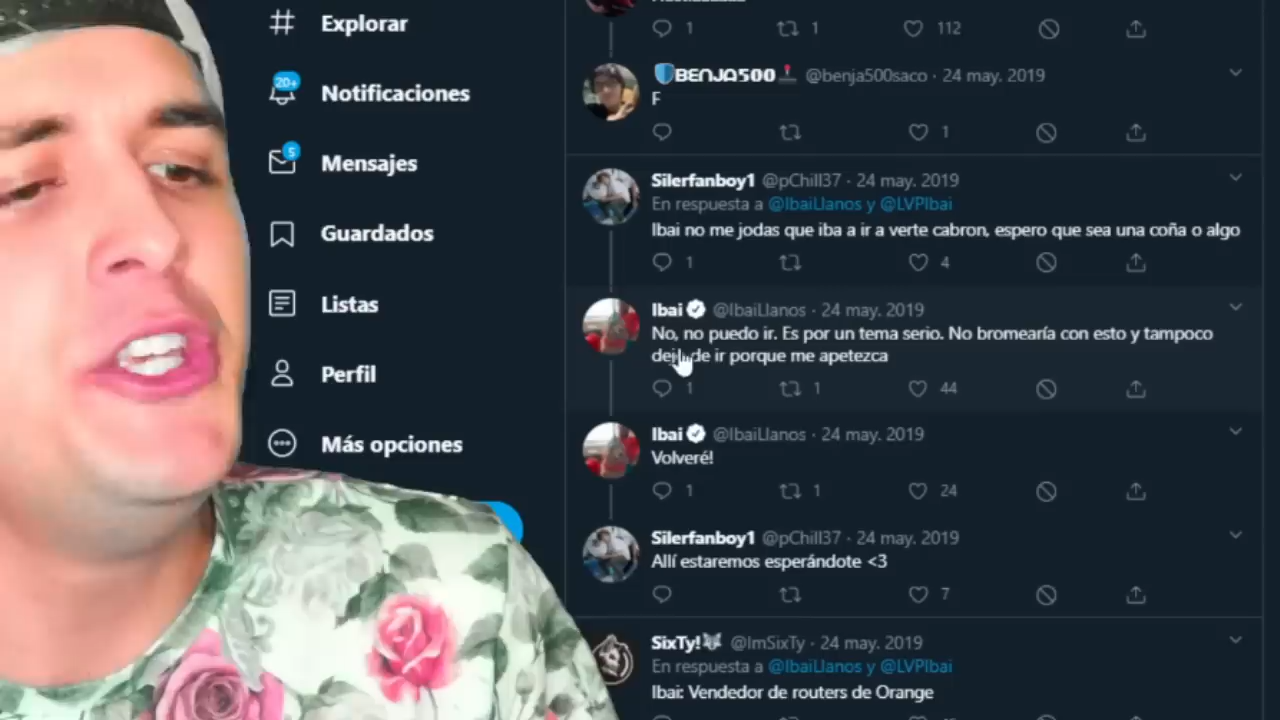 Explorar
20+
Notificaciones
5
Mensajes
Guardados
Listas
Perfil
Más opciones
1 1 112
BENJA500 @benja500saco · 24 may. 2019
F
1
Silerfanboy1 @pChill37 · 24 may. 2019
En respuesta a @IbaiLlanos y @LVPIbai
Ibai no me jodas que iba a ir a verte cabron, espero que sea una coña o algo
1 4
Ibai @IbaiLlanos · 24 may. 2019
No, no puedo ir. Es por un tema serio. No bromearía con esto y tampoco
de ir porque me apetezca
1 1 44
Ibai @IbaiLlanos · 24 may. 2019
Volveré!
1 1 24
Silerfanboy1 @pChill37 · 24 may. 2019
Allí estaremos esperándote <3
7
SixTy! @ImSixTy · 24 may. 2019
En respuesta a @IbaiLlanos y @LVPIbai
Ibai: Vendedor de routers de Orange